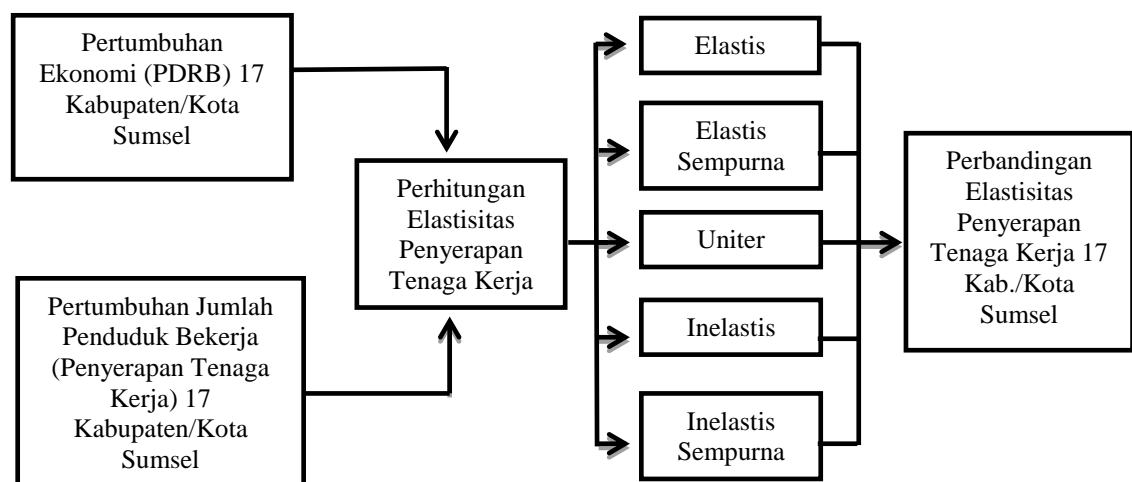 Pertumbuhan
Ekonomi (PDRB) 17
Kabupaten/Kota
Sumsel
Pertumbuhan Jumlah
Penduduk Bekerja
(Penyerapan Tenaga
Kerja) 17
Kabupaten/Kota
Sumsel
Perhitungan
Elastisitas
Penyerapan
Tenaga Kerja
Elastis
Elastis
Sempurna
Uniter
Inelastis
Inelastis
Sempurna
Perbandingan
Elastisitas
Penyerapan
Tenaga Kerja 17
Kab./Kota
Sumsel